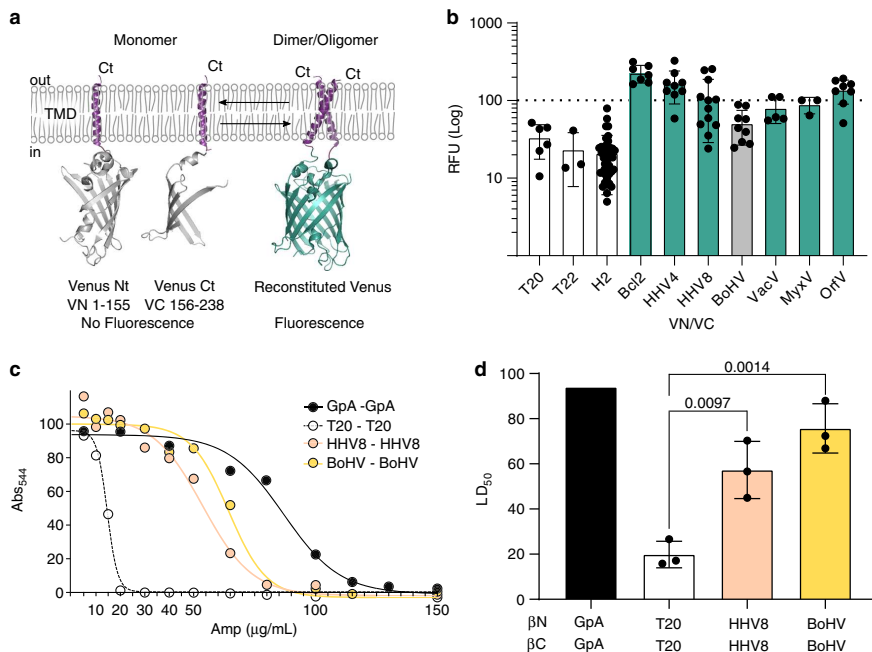 a
Monomer
Dimer/Oligomer
Ct
Ct
Ct
Ct
out
TMD
in
Venus Nt
VN 1-155
Venus Ct
VC 156-238
No Fluorescence
Reconstituted Venus
Fluorescence
b
RFU (Log)
1000
100
10
T20
T22
H2
Bcl2
HHV4
HHV8
BoHV
VacV
MyxV
OrfV
VN/VC
c
Abs544
100
80
60
40
20
0
10
20
30
40
50
100
150
Amp (μg/mL)
GpA -GpA
T20 - T20
HHV8 - HHV8
BoHV - BoHV
d
LD50
100
80
60
40
20
0
0.0014
0.0097
βN GpA T20 HHV8 BoHV
βC GpA T20 HHV8 BoHV